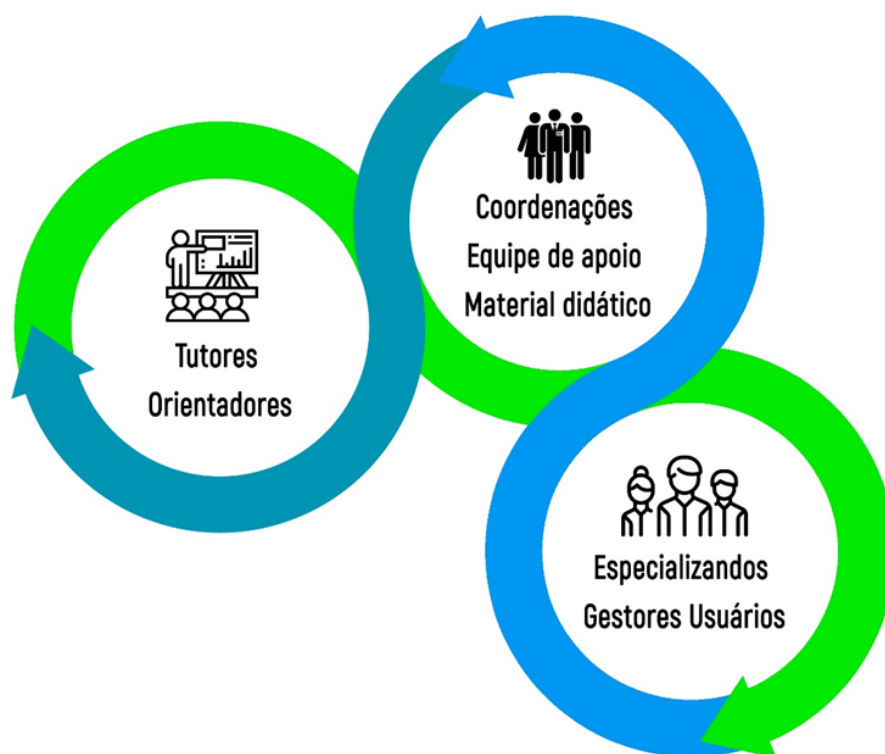 Tutores
Orientadores
Coordenações
Equipe de apoio
Material didático
Especializandos
Gestores Usuários